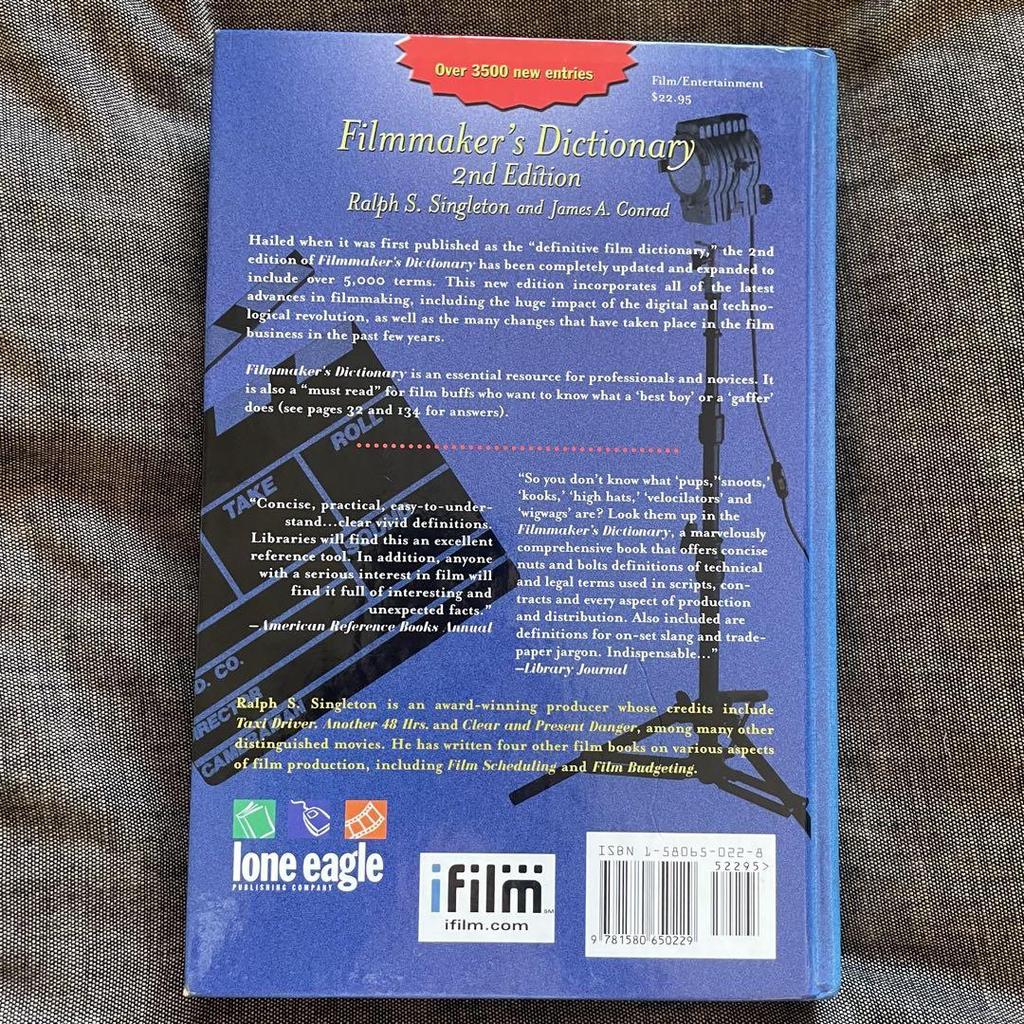 Over 3500 new entries
Film/Entertainment
$22.95
Filmmaker's Dictionary
2nd Edition
Ralph S. Singleton and James A. Conrad
Hailed when it was first published as the "definitive film dictionary," the 2nd
edition of Filmmaker's Dictionary has been completely updated and expanded to
include over 5,000 terms. This new edition incorporates all of the latest
advances in filmmaking, including the huge impact of the digital and techno-
logical revolution, as well as the many changes that have taken place in the film
business in the past few years.
Filmmaker's Dictionary is an essential resource for professionals and novices. It
is also a "must read" for film buffs who want to know what a 'best boy' or a 'gaffer'
does (see pages 32 and 134 for answers).
ROLL
TAKE
"Concise, practical, easy-to-under-
stand...clear vivid definitions.
Libraries will find this an excellent
reference tool. In addition, anyone
with a serious interest in film will
find it full of interesting and
unexpected facts."
—American Reference Books Annual
"So you don't know what 'pups,' 'snoots,'
'kooks,' 'high hats,' 'velocilators' and
'wigwags' are? Look them up in the
Filmmaker's Dictionary, a marvelously
comprehensive book that offers concise
nuts and bolts definitions of technical
and legal terms used in scripts, con-
tracts and every aspect of production
and distribution. Also included are
definitions for on-set slang and trade-
paper jargon. Indispensable..."
—Library Journal
SOUND
D. CO.
RECTOR
CAMERAMAN
Ralph S. Singleton is an award-winning producer whose credits include
Taxi Driver, Another 48 Hrs. and Clear and Present Danger, among many other
distinguished movies. He has written four other film books on various aspects
of film production, including Film Scheduling and Film Budgeting.
lone eagle
PUBLISHING COMPANY
ifilm SM
ifilm.com
ISBN 1-58065-022-8
52295>
9 781580 650229